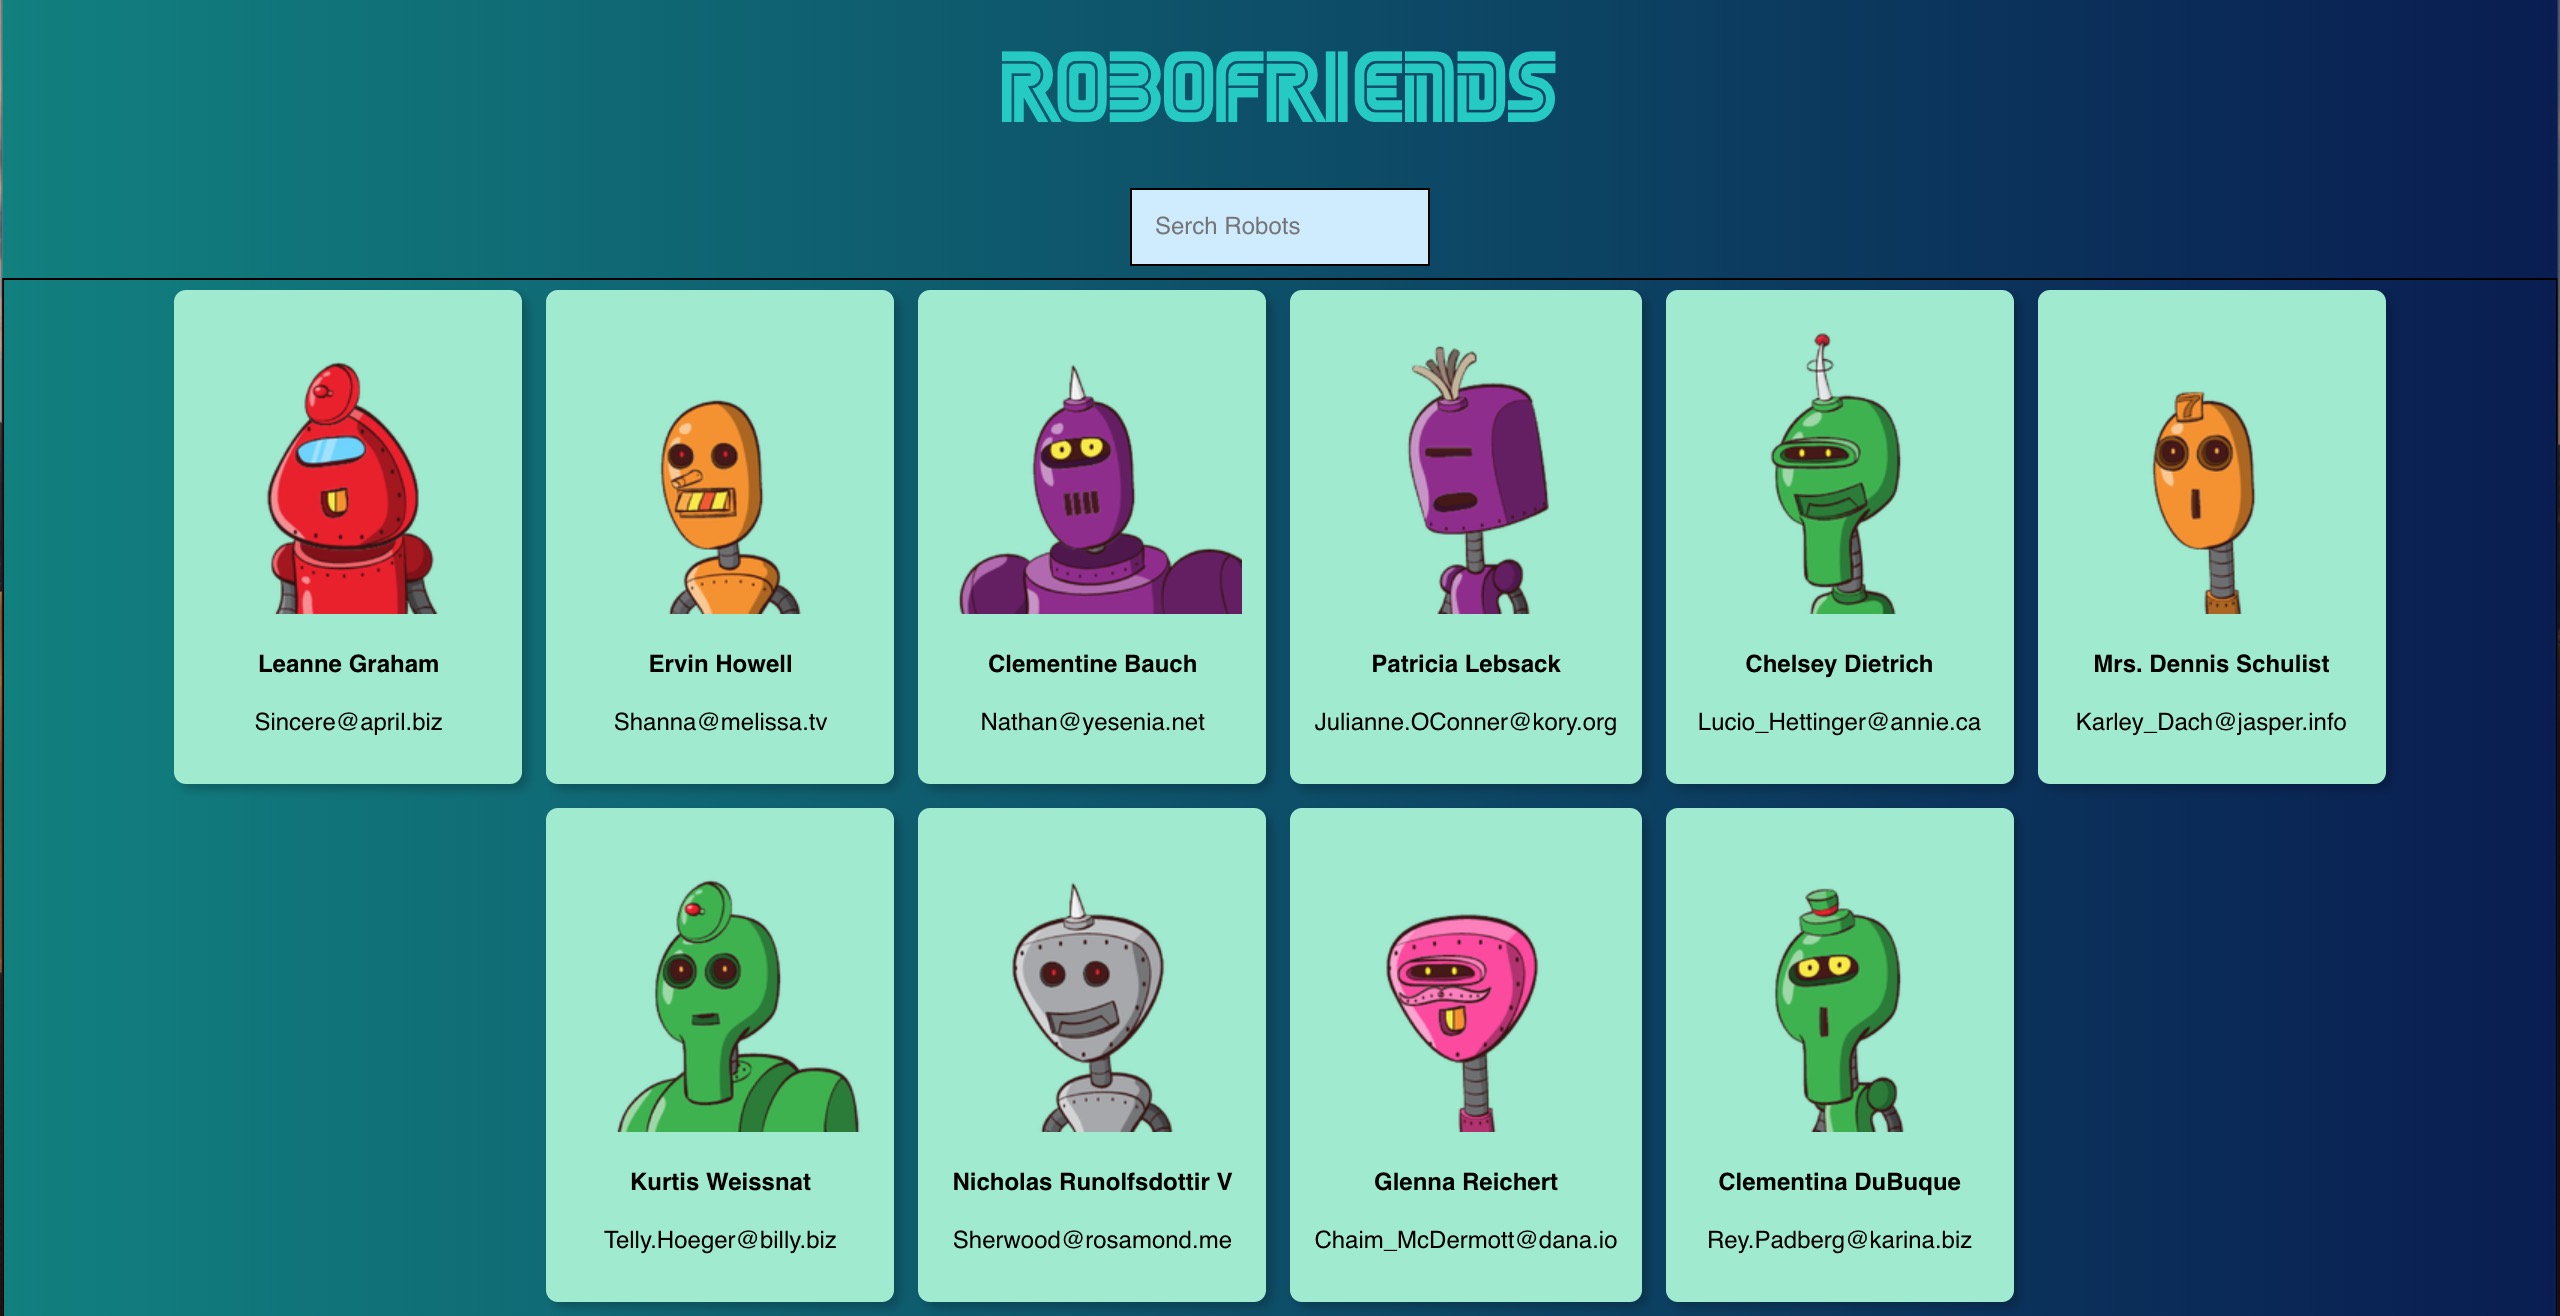 ROBOFRIENDS
Serch Robots
7
Leanne Graham
Sincere@april.biz
Ervin Howell
Shanna@melissa.tv
Clementine Bauch
Nathan@yesenia.net
Patricia Lebsack
Julianne.OConner@kory.org
Chelsey Dietrich
Lucio_Hettinger@annie.ca
Mrs. Dennis Schulist
Karley_Dach@jasper.info
Kurtis Weissnat
Telly.Hoeger@billy.biz
Nicholas Runolfsdottir V
Sherwood@rosamond.me
Glenna Reichert
Chaim_McDermott@dana.io
Clementina DuBuque
Rey.Padberg@karina.biz